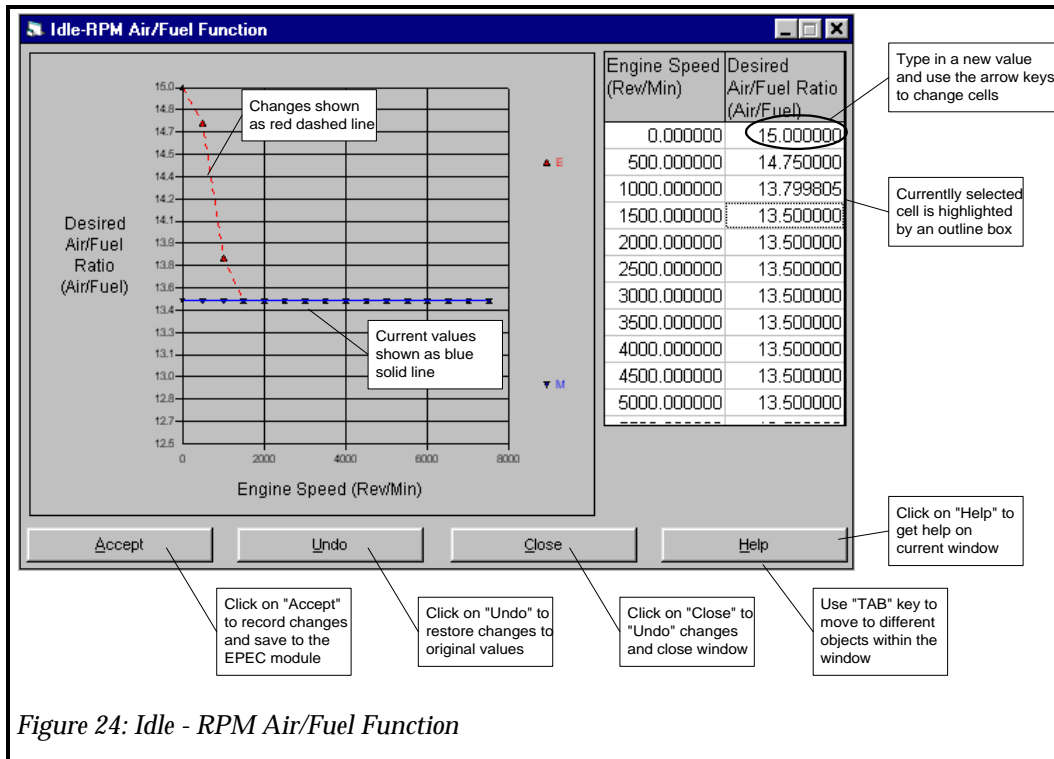 Idle-RPM Air/Fuel Function
15.0
14.8
14.7
14.5
14.4
14.2
14.1
13.9
13.8
13.6
13.4
13.3
13.1
13.0
12.8
12.7
12.5
Desired
Air/Fuel
Ratio
(Air/Fuel)
0
2000
4000
6000
8000
Engine Speed (Rev/Min)
Changes shown
as red dashed line
Current values
shown as blue
solid line
E
M
Engine Speed Desired
(Rev/Min) Air/Fuel Ratio
(Air/Fuel)
0.000000 15.000000
500.000000 14.750000
1000.000000 13.799805
1500.000000 13.500000
2000.000000 13.500000
2500.000000 13.500000
3000.000000 13.500000
3500.000000 13.500000
4000.000000 13.500000
4500.000000 13.500000
5000.000000 13.500000
Type in a new value
and use the arrow keys
to change cells
Currentlly selected
cell is highlighted
by an outline box
Click on "Help" to
get help on
current window
Accept
Undo
Close
Help
Click on "Accept"
to record changes
and save to the
EPEC module
Click on "Undo" to
restore changes to
original values
Click on "Close" to
"Undo" changes
and close window
Use "TAB" key to
move to different
objects within the
window
Figure 24: Idle - RPM Air/Fuel Function